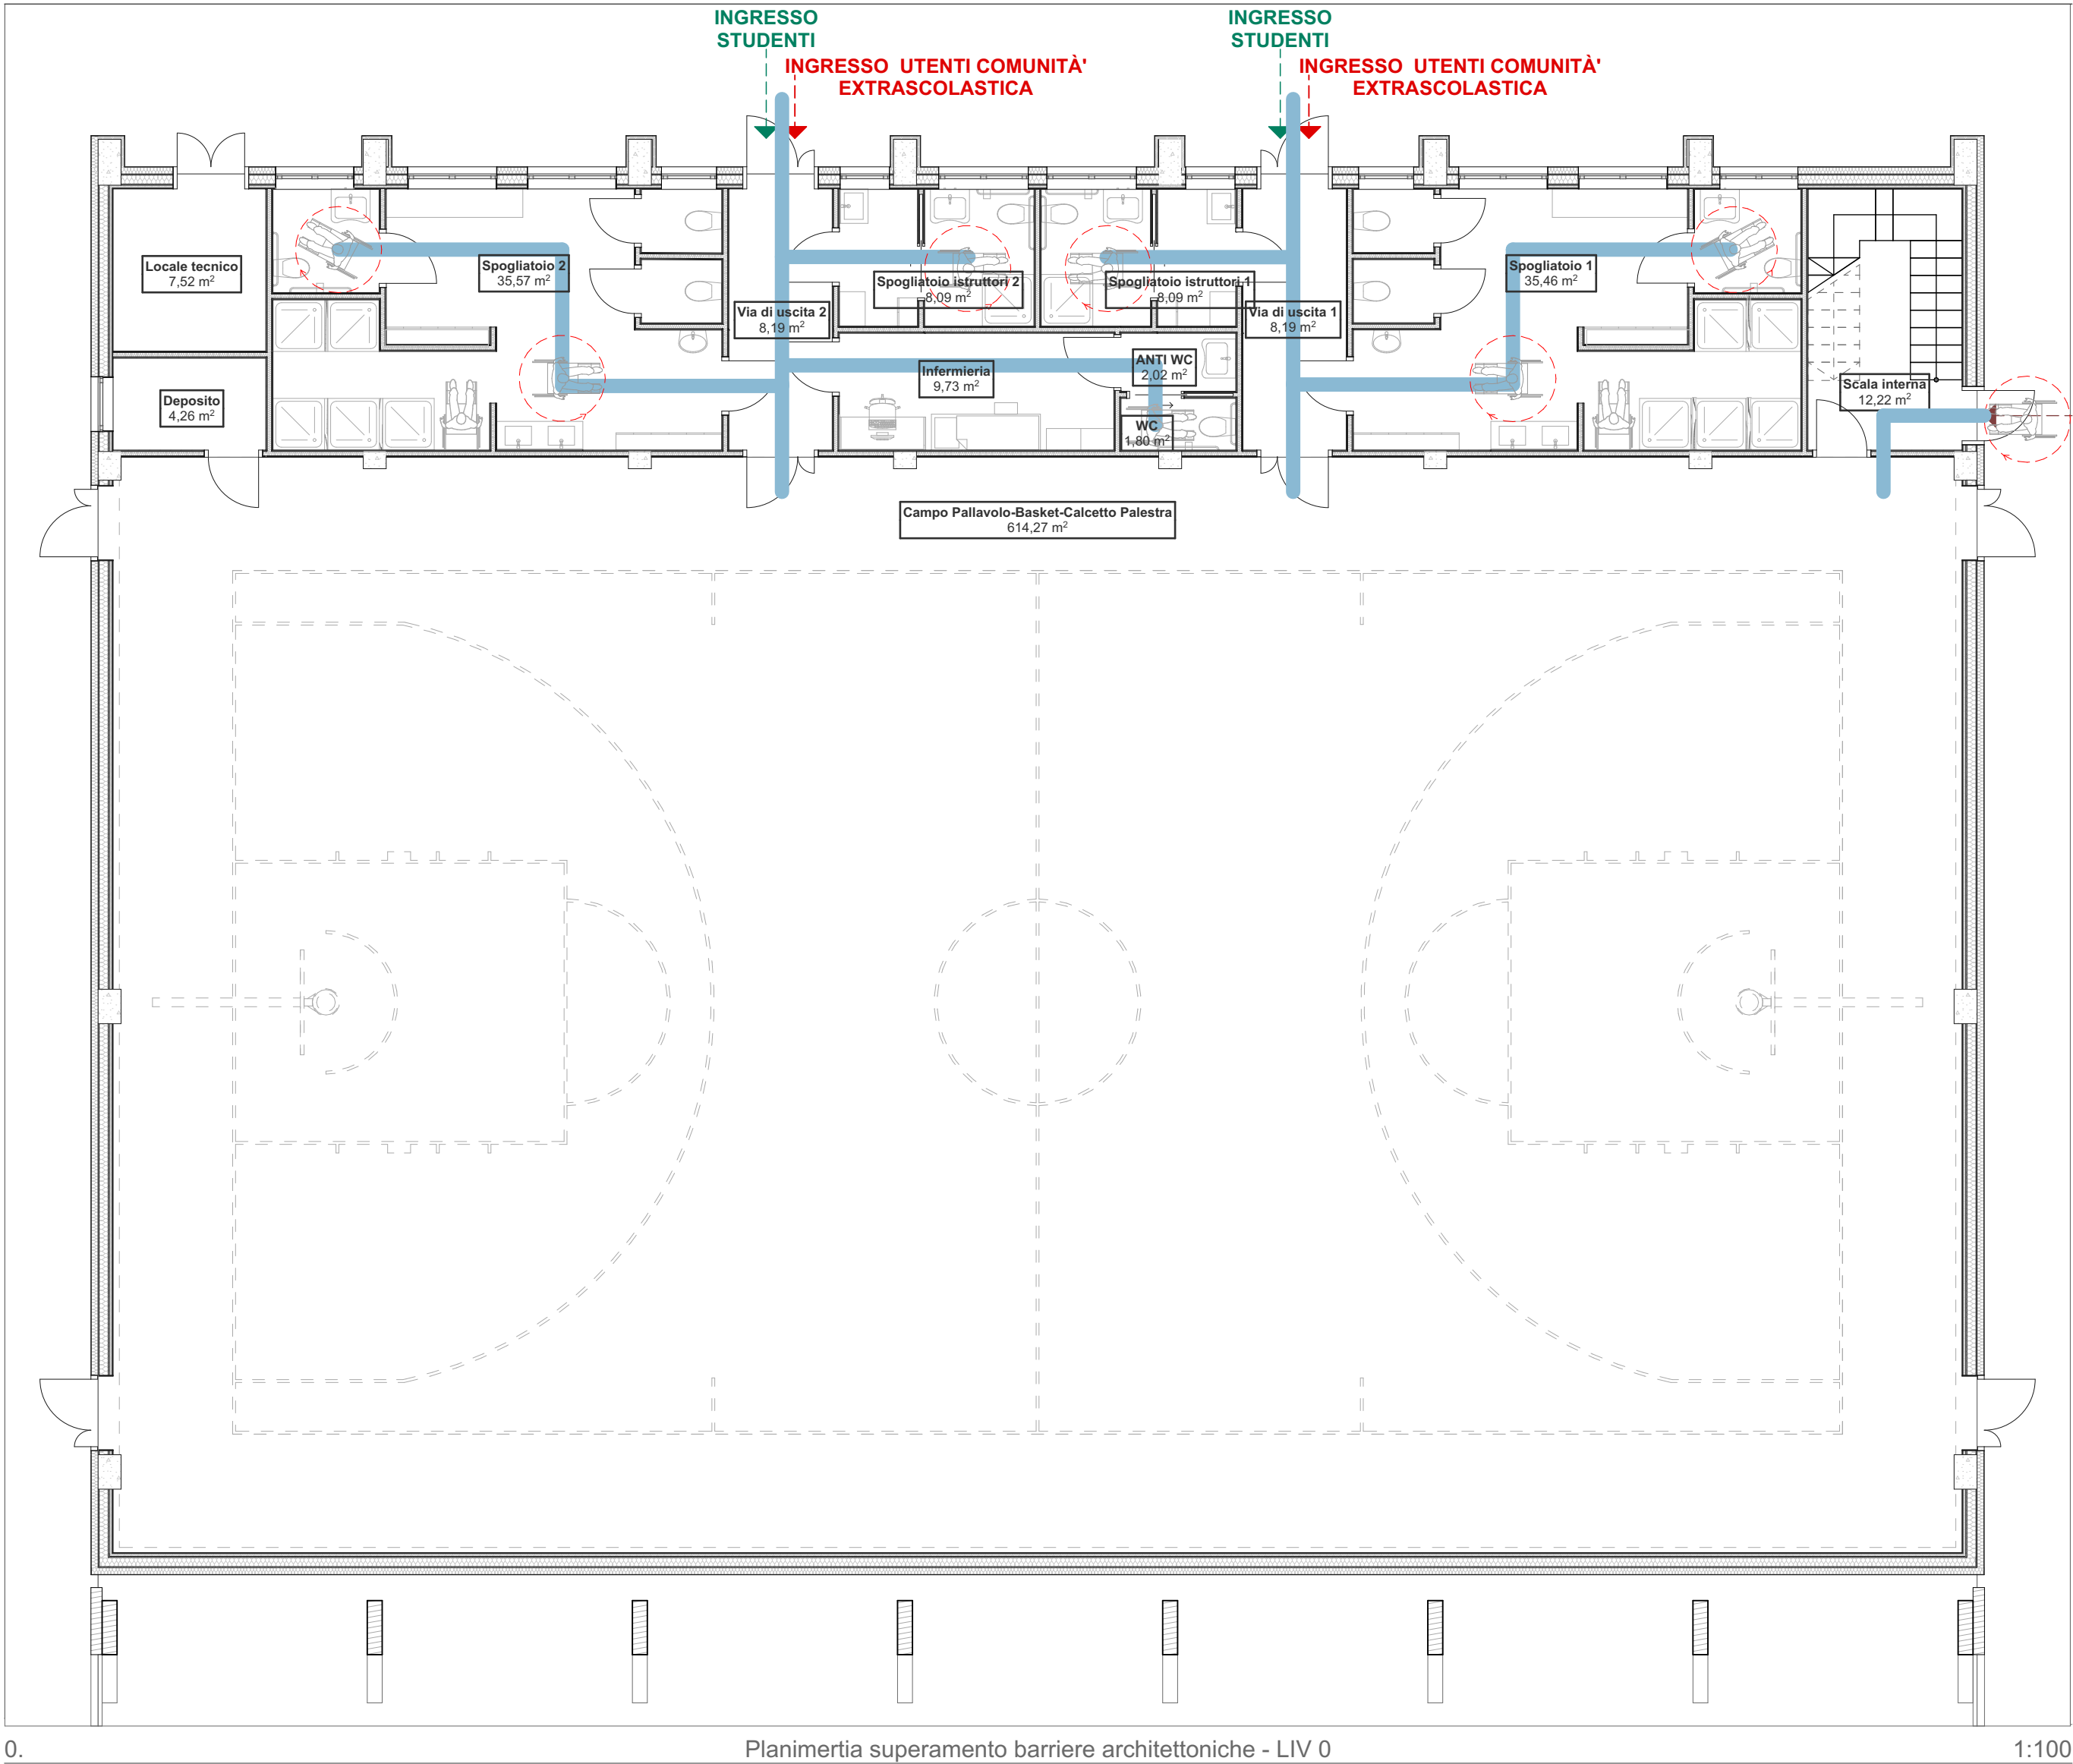 INGRESSO
STUDENTI
INGRESSO UTENTI COMUNITÀ'
EXTRASCOLASTICA
INGRESSO
STUDENTI
INGRESSO UTENTI COMUNITÀ'
EXTRASCOLASTICA
Locale tecnico
7,52 m²
Spogliatoio 2
35,57 m²
Spogliatoio istruttori 2
8,09 m²
Spogliatoio istruttori 1
8,09 m²
Spogliatoio 1
35,46 m²
Via di uscita 2
8,19 m²
Via di uscita 1
8,19 m²
Deposito
4,26 m²
Infermieria
9,73 m²
ANTI WC
2,02 m²
WC
1,80 m²
Scala interna
12,22 m²
Campo Pallavolo-Basket-Calcetto Palestra
614,27 m²
0.
Planimertia superamento barriere architettoniche - LIV 0
1:100